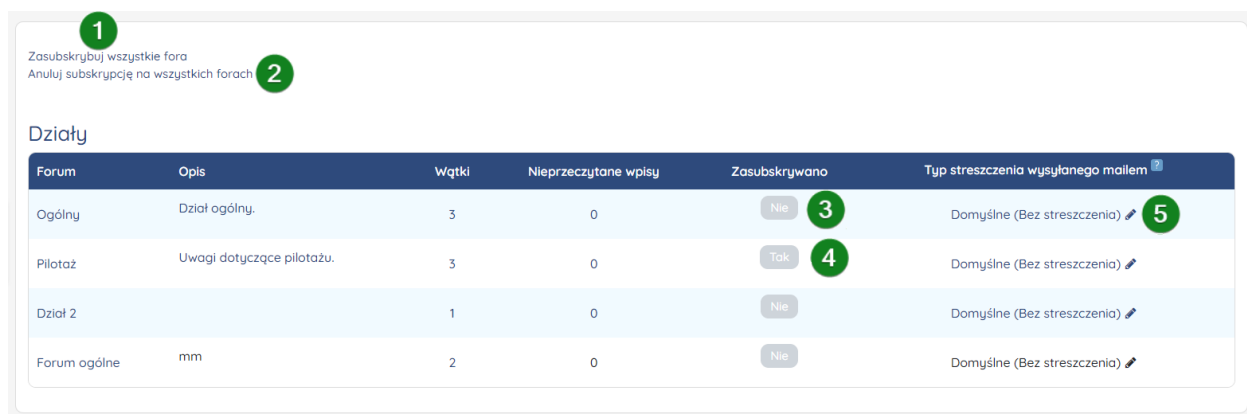 1
Zasubskrybuj wszystkie fora
Anuluj subskrypcję na wszystkich forach 2
Działy
Forum Opis Wątki Nieprzeczytane wpisy Zasubskrywano Typ streszczenia wysyłanego mailem ?
Ogólny Dział ogólny. 3 0 Nie 3 Domyślne (Bez streszczenia) 5
Pilotaż Uwagi dotyczące pilotażu. 3 0 Tak 4 Domyślne (Bez streszczenia)
Dział 2 1 0 Nie Domyślne (Bez streszczenia)
Forum ogólne mm 2 0 Nie Domyślne (Bez streszczenia)